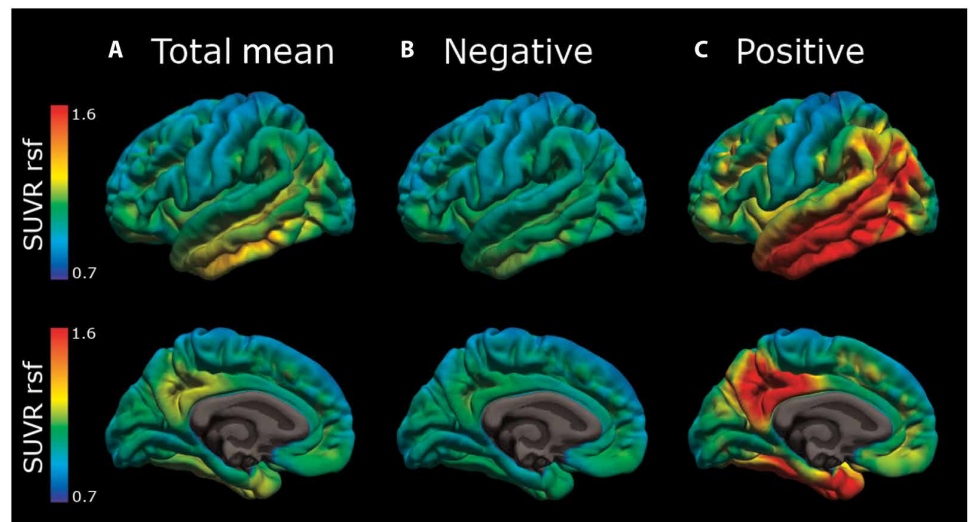 A Total mean
B Negative
C Positive
1.6
SUVR rsf
0.7
1.6
SUVR rsf
0.7